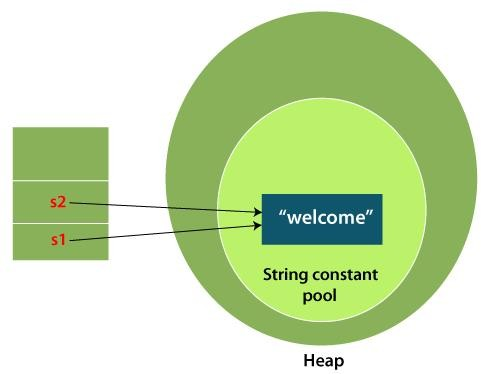 s2
s1
“welcome”
String constant
pool
Heap